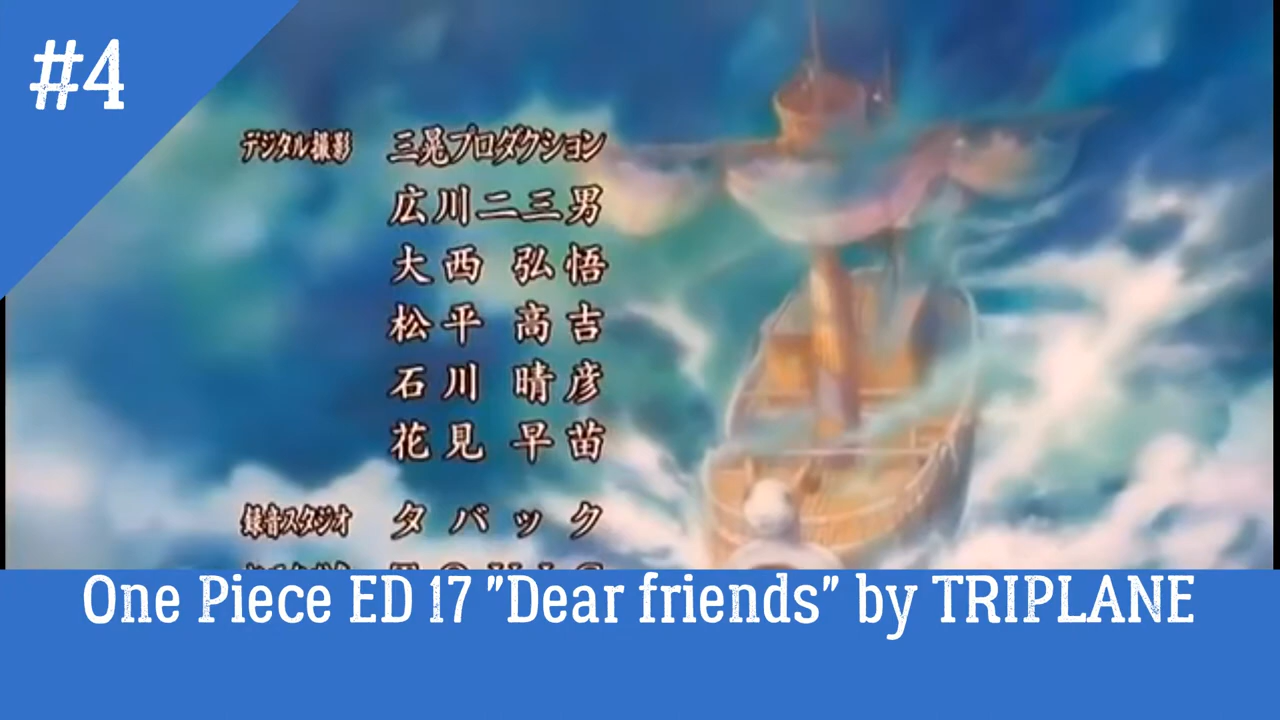 #4
デジタル撮影 三晃プロダクション
広川二三男
大西 弘悟
松平 高吉
石川 晴彦
花見 早苗
録音スタジオ タバック
One Piece ED 17 "Dear friends" by TRIPLANE